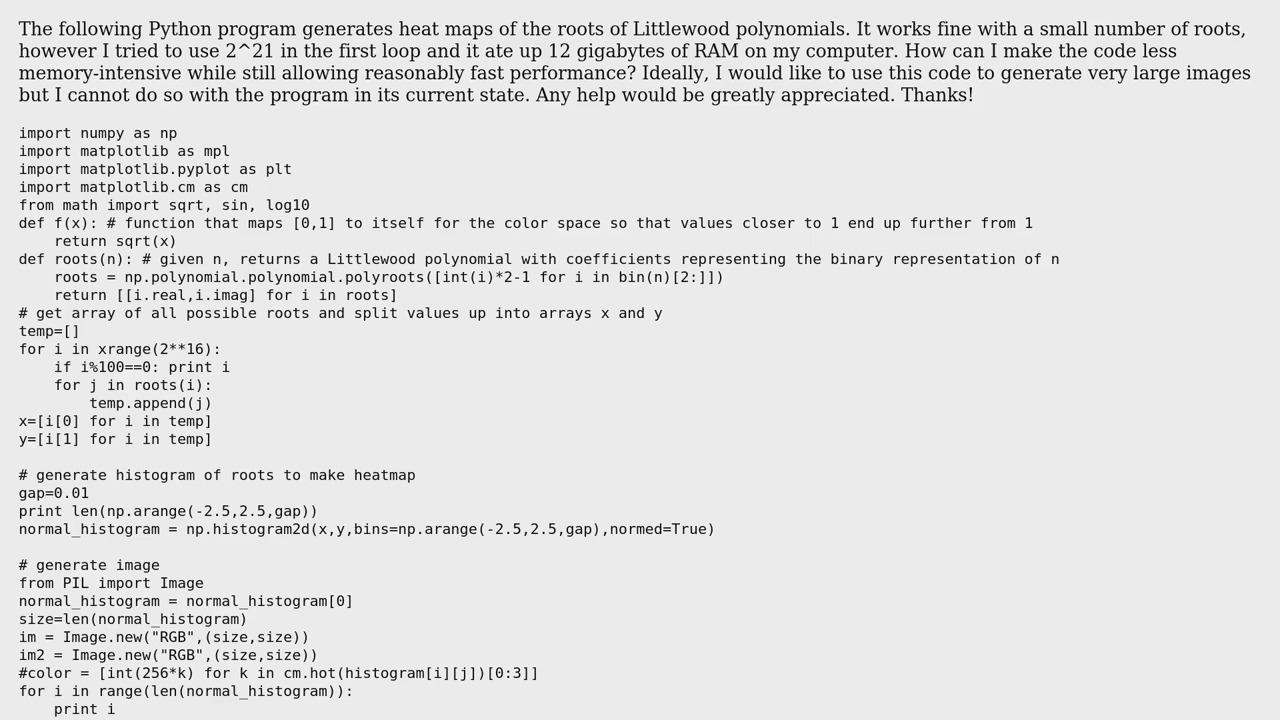 The following Python program generates heat maps of the roots of Littlewood polynomials. It works fine with a small number of roots,
however I tried to use 2^21 in the first loop and it ate up 12 gigabytes of RAM on my computer. How can I make the code less
memory-intensive while still allowing reasonably fast performance? Ideally, I would like to use this code to generate very large images
but I cannot do so with the program in its current state. Any help would be greatly appreciated. Thanks!

import numpy as np
import matplotlib as mpl
import matplotlib.pyplot as plt
import matplotlib.cm as cm
from math import sqrt, sin, log10
def f(x): # function that maps [0,1] to itself for the color space so that values closer to 1 end up further from 1
    return sqrt(x)
def roots(n): # given n, returns a Littlewood polynomial with coefficients representing the binary representation of n
    roots = np.polynomial.polynomial.polyroots([int(i)*2-1 for i in bin(n)[2:]])
    return [[i.real,i.imag] for i in roots]
# get array of all possible roots and split values up into arrays x and y
temp=[]
for i in xrange(2**16):
    if i%100==0: print i
    for j in roots(i):
        temp.append(j)
x=[i[0] for i in temp]
y=[i[1] for i in temp]

# generate histogram of roots to make heatmap
gap=0.01
print len(np.arange(-2.5,2.5,gap))
normal_histogram = np.histogram2d(x,y,bins=np.arange(-2.5,2.5,gap),normed=True)

# generate image
from PIL import Image
normal_histogram = normal_histogram[0]
size=len(normal_histogram)
im = Image.new("RGB",(size,size))
im2 = Image.new("RGB",(size,size))
#color = [int(256*k) for k in cm.hot(histogram[i][j])[0:3]]
for i in range(len(normal_histogram)):
    print i